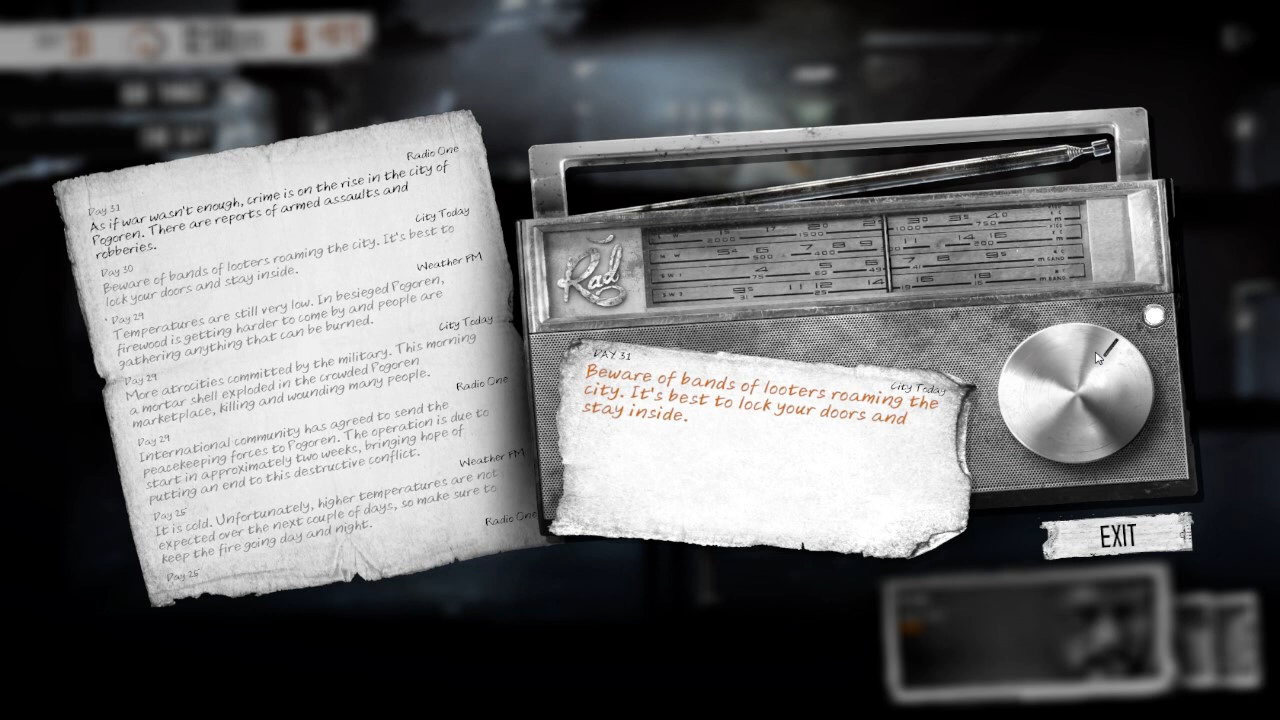 Radio One
Day 31
As if war wasn't enough, crime is on the rise in the city of
Pogoren. There are reports of armed assaults and
robberies.
City Today
Day 30
Beware of bands of looters roaming the city. It's best to
lock your doors and stay inside.
Weather FM
Day 29
Temperatures are still very low. In besieged Pogoren,
firewood is getting harder to come by and people are
gathering anything that can be burned.
City Today
Day 29
More atrocities committed by the military. This morning
a mortar shell exploded in the crowded Pogoren
marketplace, killing and wounding many people.
Radio One
Day 29
International community has agreed to send the
peacekeeping forces to Pogoren. The operation is due to
start in approximately two weeks, bringing hope of
putting an end to this destructive conflict.
Weather FM
Day 25
It is cold. Unfortunately, higher temperatures are not
expected over the next couple of days, so make sure to
keep the fire going day and night.
Radio One
Day 25
Rad
DAY 31
City Today
Beware of bands of looters roaming the
city. It's best to lock your doors and
stay inside.
EXIT